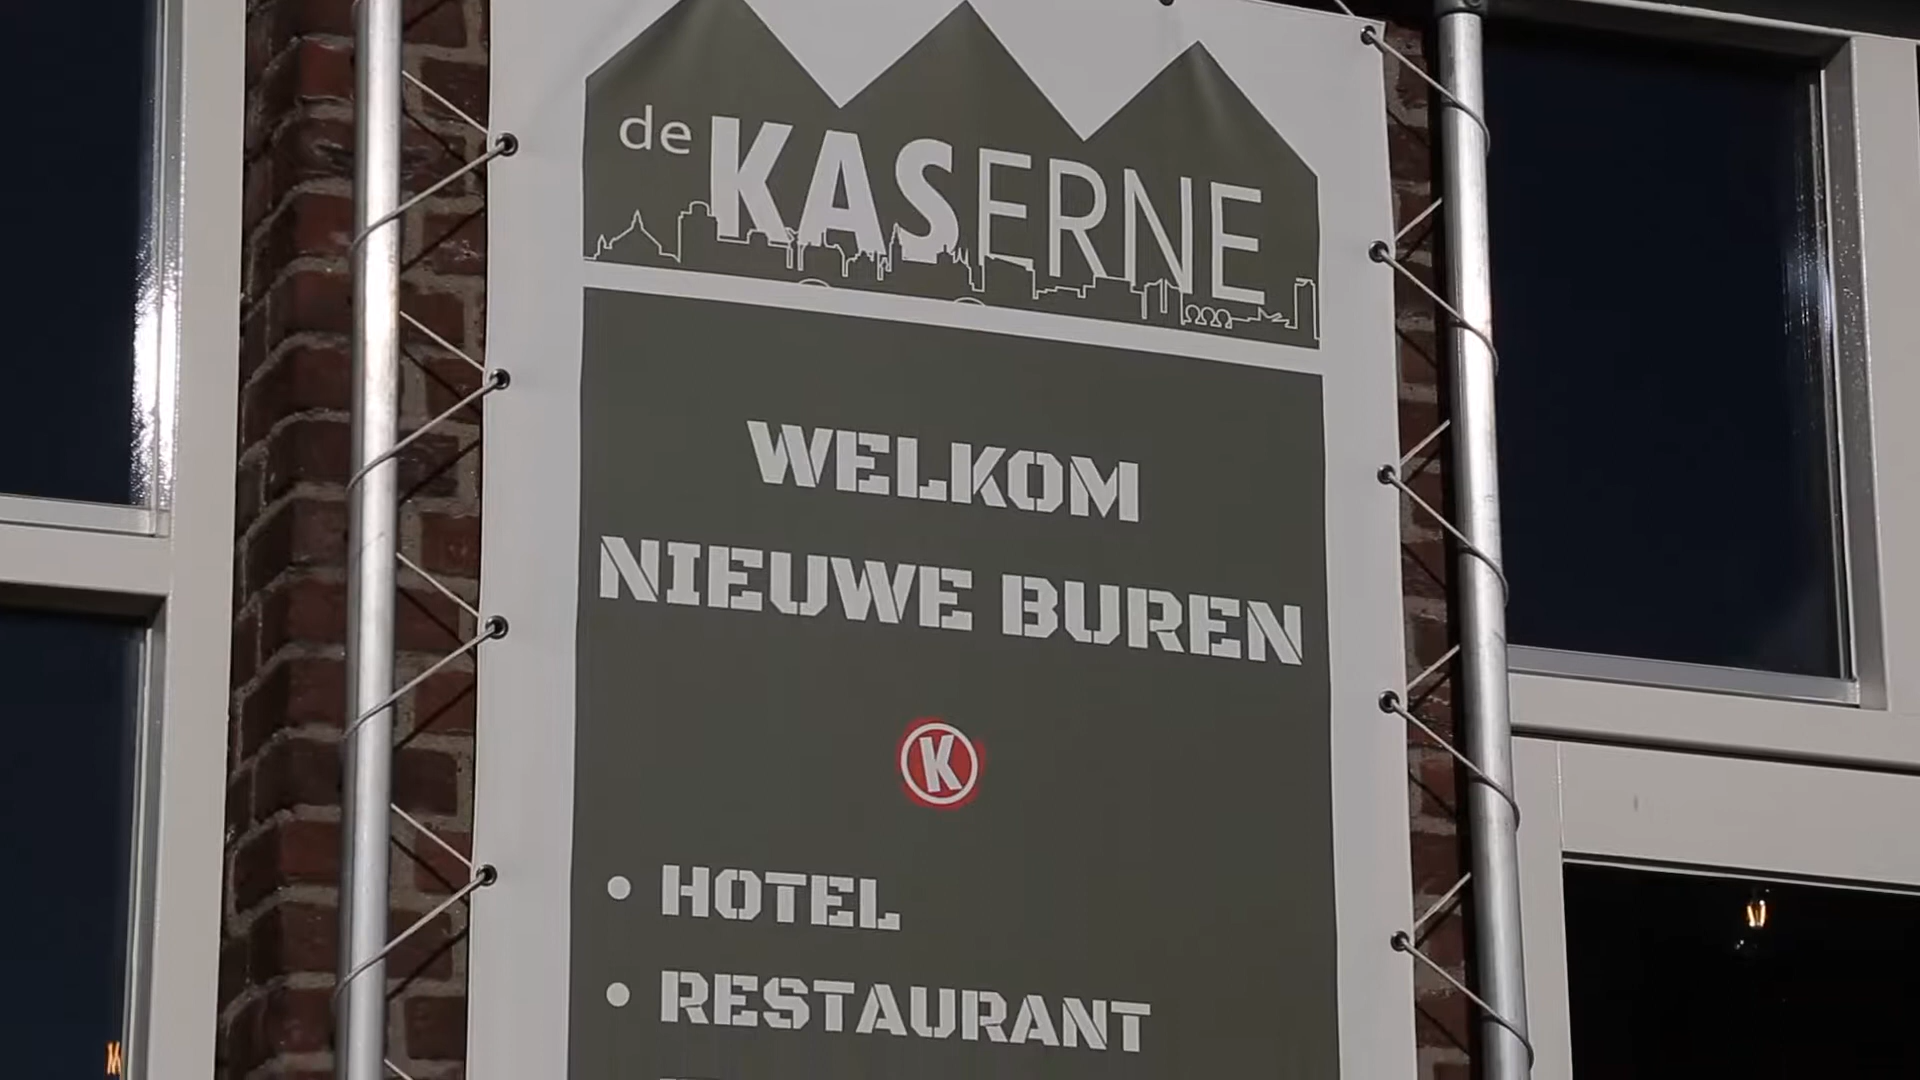 de KASERNE
WELKOM
NIEUWE BUREN
K
• HOTEL
• RESTAURANT